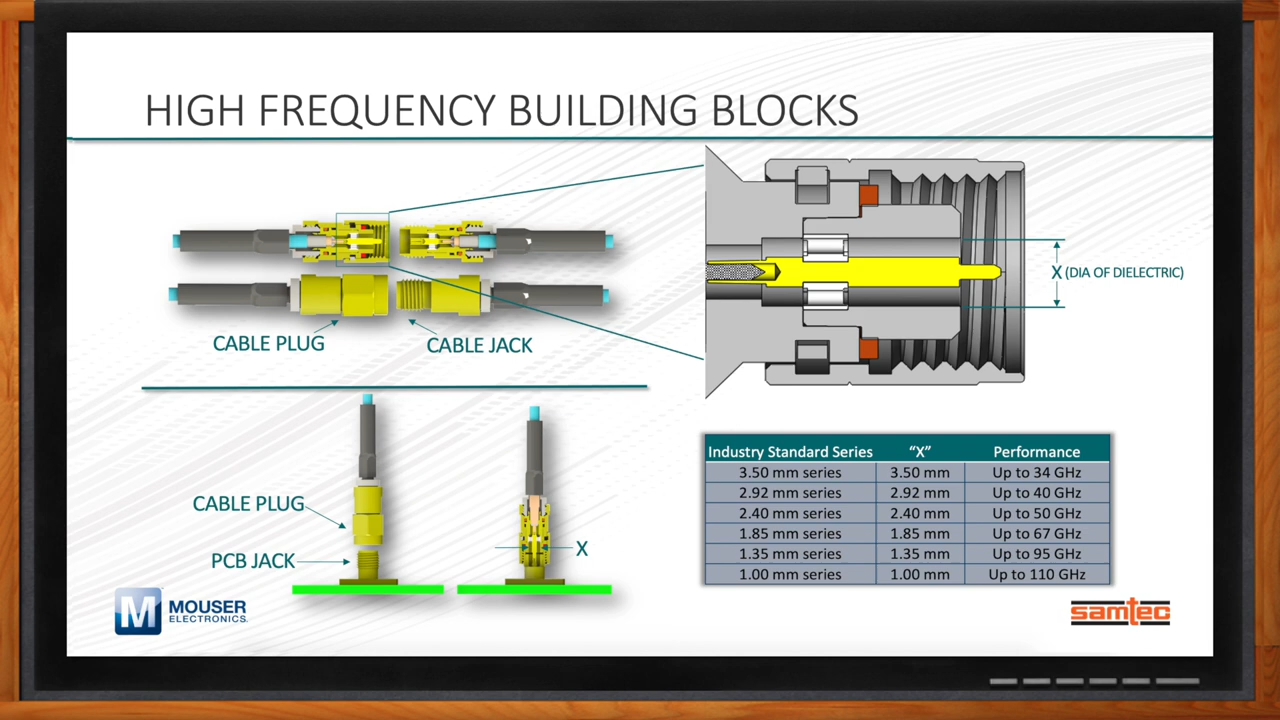 HIGH FREQUENCY BUILDING BLOCKS
CABLE PLUG
CABLE JACK
X (DIA OF DIELECTRIC)
CABLE PLUG
PCB JACK
X
Industry Standard Series "X" Performance
3.50 mm series 3.50 mm Up to 34 GHz
2.92 mm series 2.92 mm Up to 40 GHz
2.40 mm series 2.40 mm Up to 50 GHz
1.85 mm series 1.85 mm Up to 67 GHz
1.35 mm series 1.35 mm Up to 95 GHz
1.00 mm series 1.00 mm Up to 110 GHz
M MOUSER
ELECTRONICS.
samtec